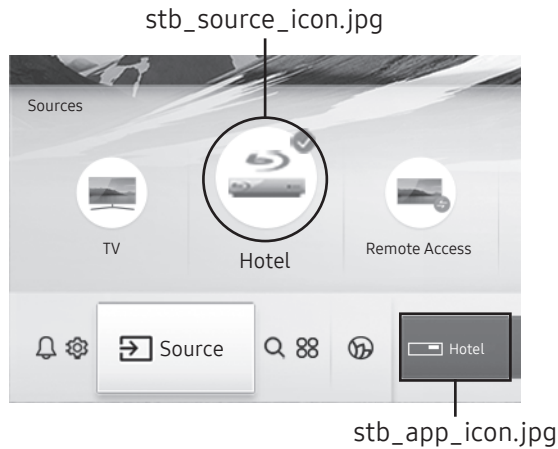 stb_source_icon.jpg
Sources
TV
Hotel
Remote Access
Source
Hotel
stb_app_icon.jpg